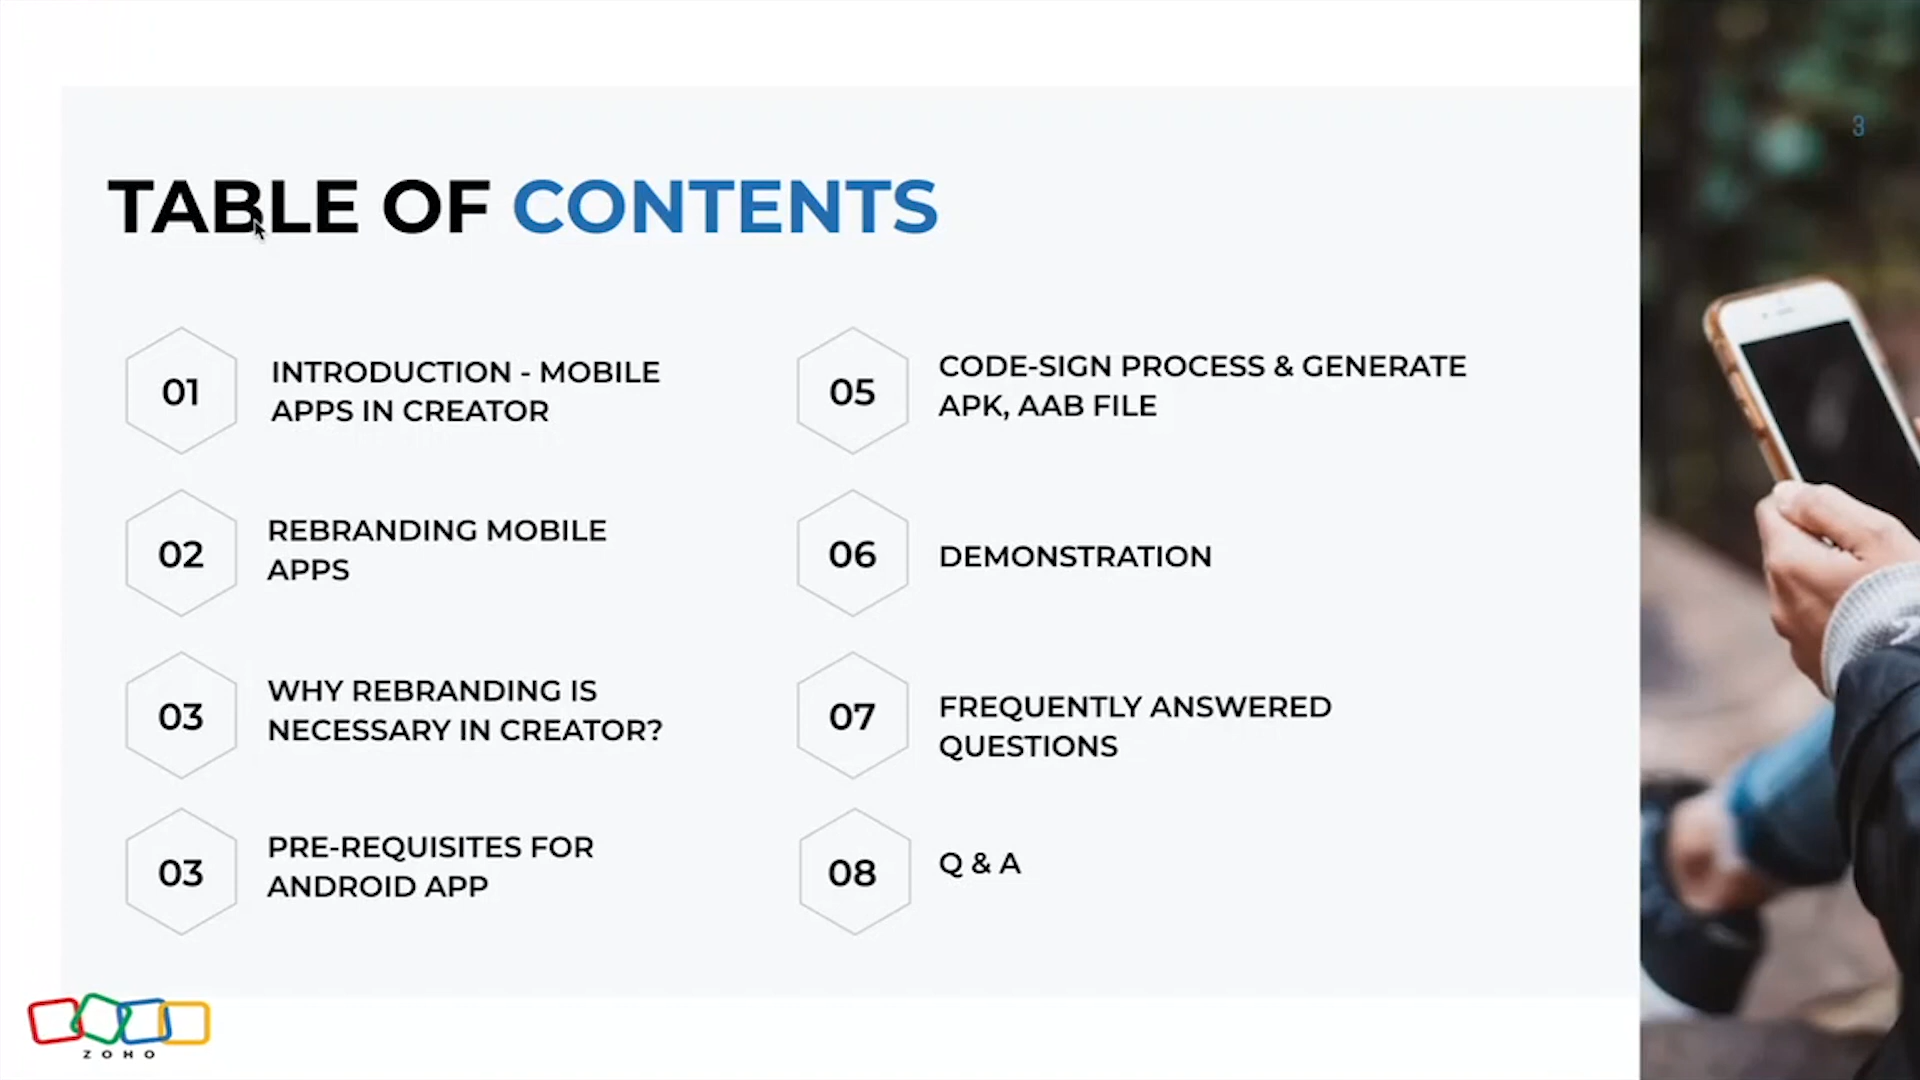 3
TABLE OF CONTENTS
01
INTRODUCTION - MOBILE
APPS IN CREATOR
02
REBRANDING MOBILE
APPS
03
WHY REBRANDING IS
NECESSARY IN CREATOR?
03
PRE-REQUISITES FOR
ANDROID APP
05
CODE-SIGN PROCESS & GENERATE
APK, AAB FILE
06
DEMONSTRATION
07
FREQUENTLY ANSWERED
QUESTIONS
08
Q & A
ZOHO